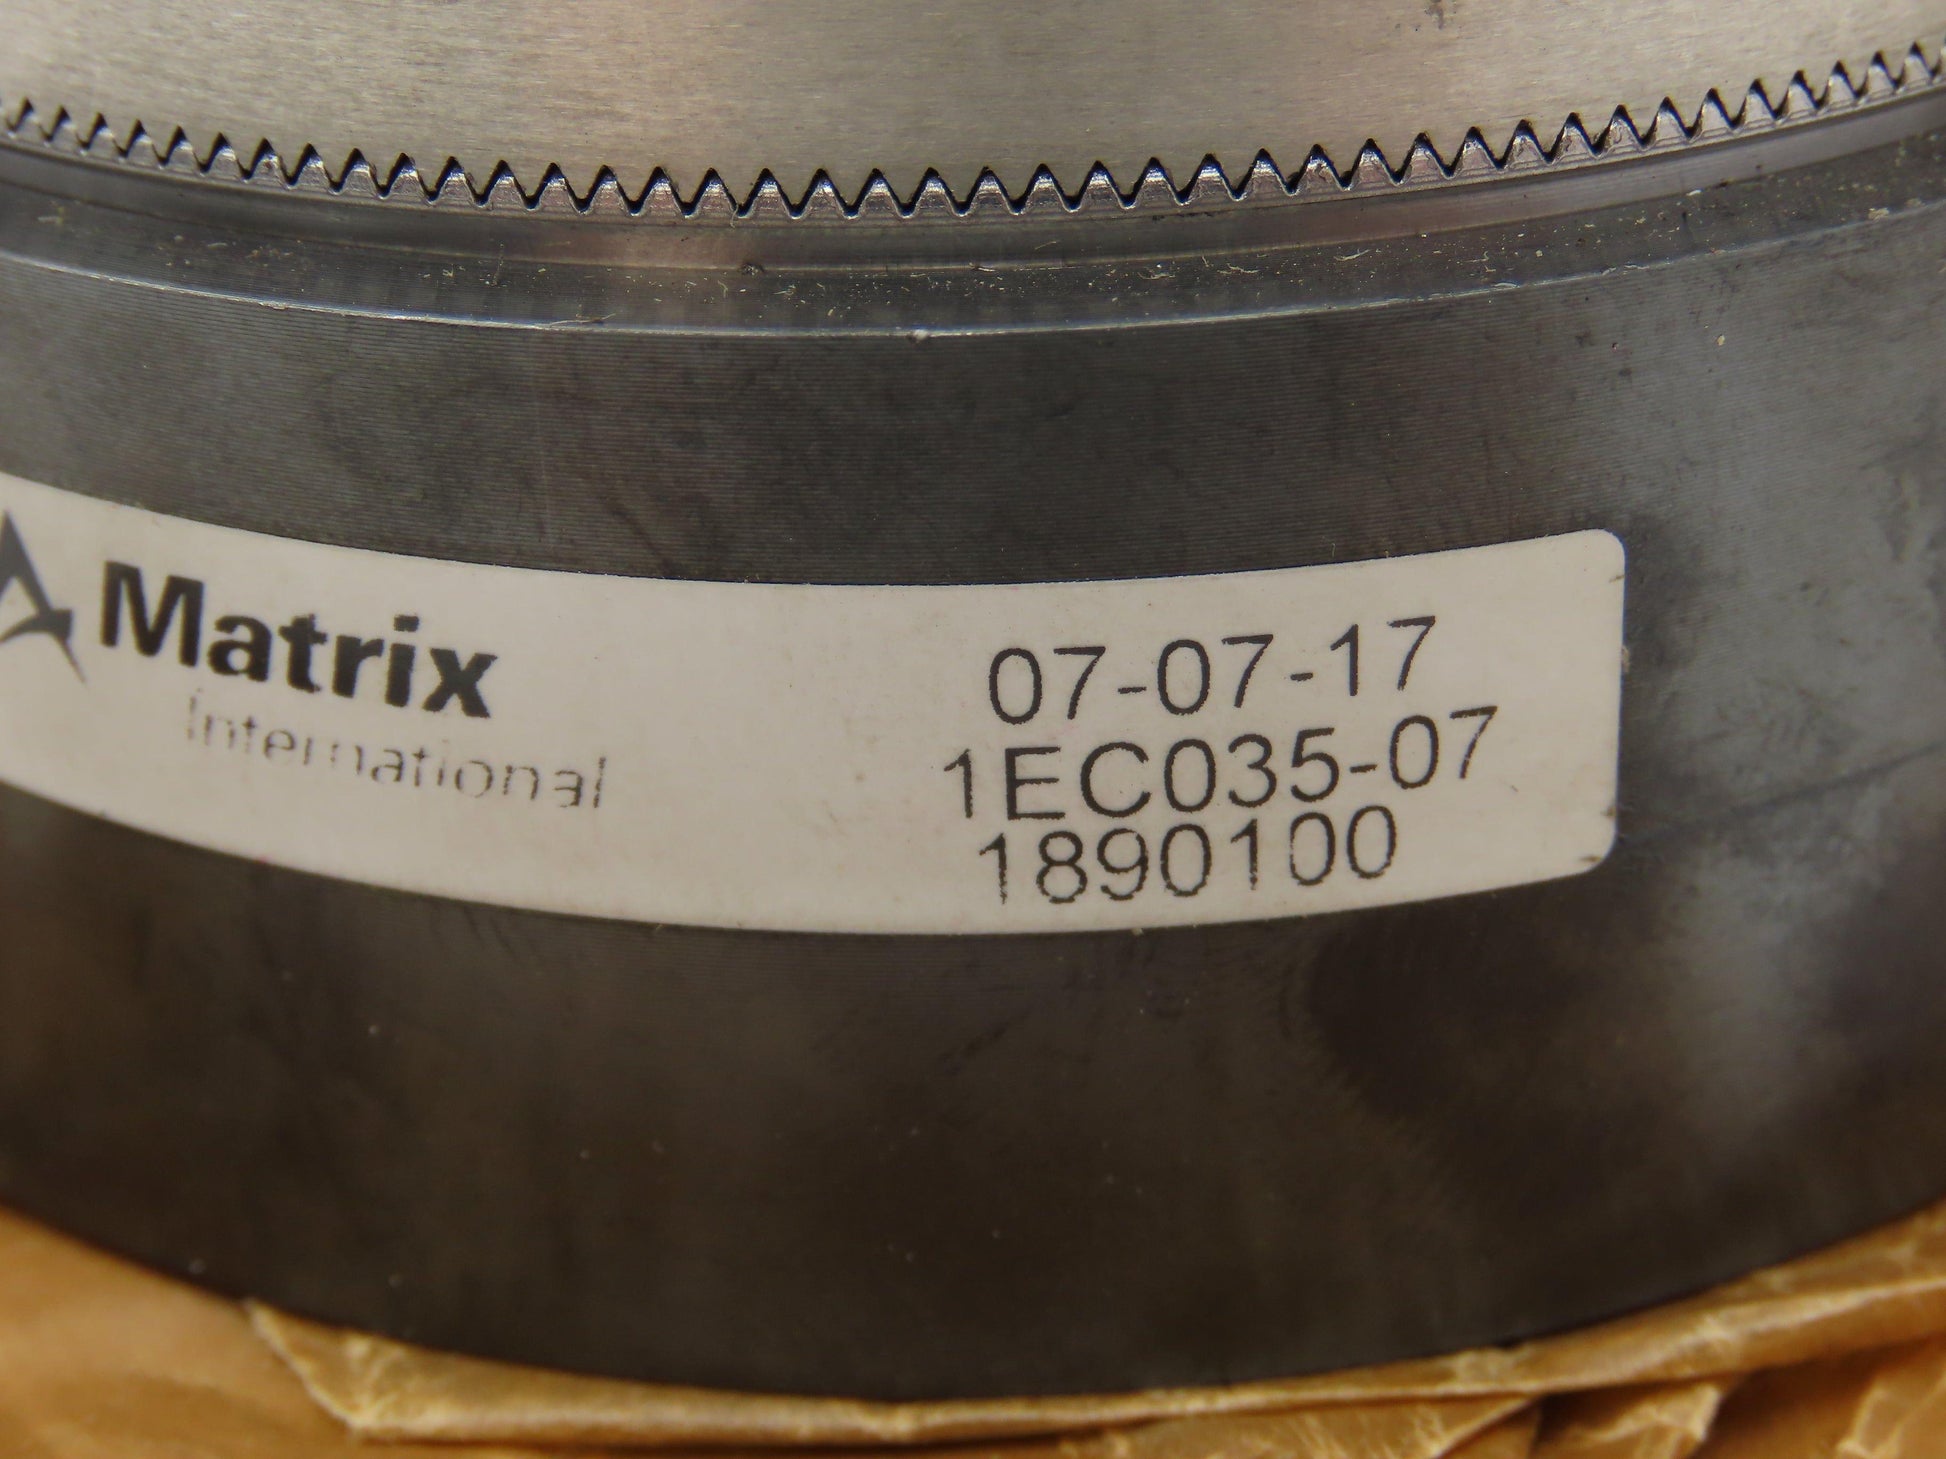 Matrix
International
07-07-17
1EC035-07
1890100